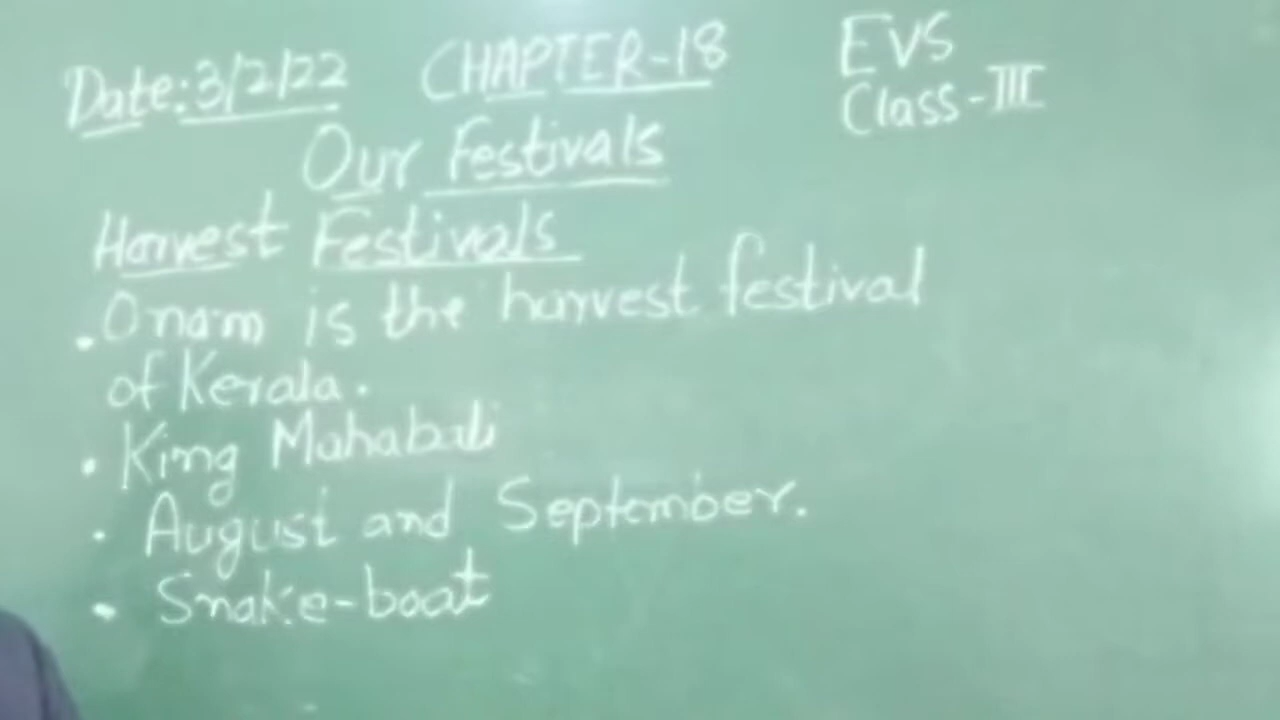 Date: 3/2/22 CHAPTER-18 EVS
Class-III
Our Festivals
Harvest Festivals
. Onam is the harvest festival
of Kerala.
• King Mahabali
• August and September.
• Snake-boat